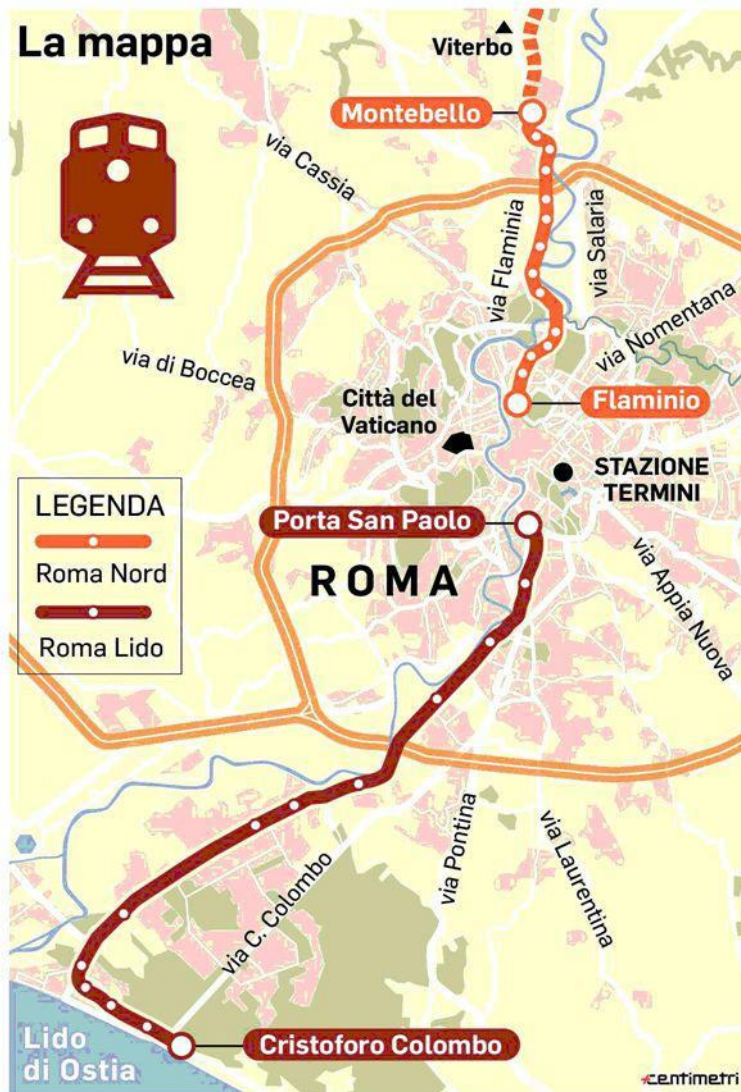 La mappa
Viterbo
Montebello
via Cassia
via Flaminia
via Salaria
via Nomentana
via di Boccea
Città del
Vaticano
Flaminio
STAZIONE
TERMINI
LEGENDA
Roma Nord
Roma Lido
Porta San Paolo
ROMA
via Appia Nuova
via Pontina
via Laurentina
via C. Colombo
Lido
di Ostia
Cristoforo Colombo
centimetri